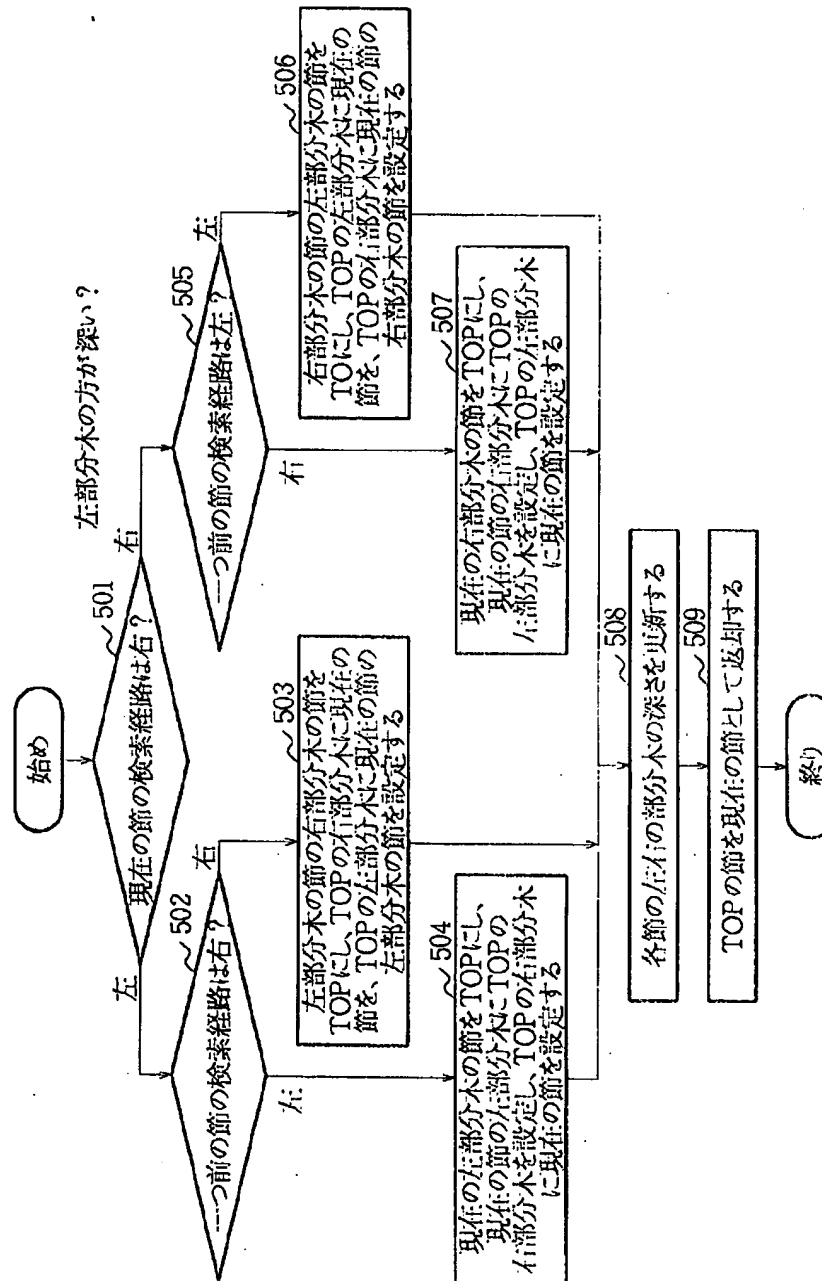 始め
501
現在の節の検索経路は右?
左
右
左部分木の方が深い?
502
一つ前の節の検索経路は右?
右
左
503
左部分木の節の右部分木の節を
TOPにし、TOPの右部分木に現在の
節を、TOPの左部分木に現在の節の
左部分木の節を設定する
504
現在の左部分木の節をTOPにし、
現在の節の左部分木にTOPの
右部分木を設定し、TOPの右部分木
に現在の節を設定する
505
一つ前の節の検索経路は左?
左
右
506
右部分木の節の左部分木の節を
TOにし、TOPの左部分木に現在の
節を、TOPの右部分木に現在の節の
右部分木の節を設定する
507
現在の右部分木の節をTOPにし、
現在の節の右部分木にTOPの
左部分木を設定し、TOPの左部分木
に現在の節を設定する
508
各節の左右の部分木の深さを更新する
509
TOPの節を現在の節として返却する
終り